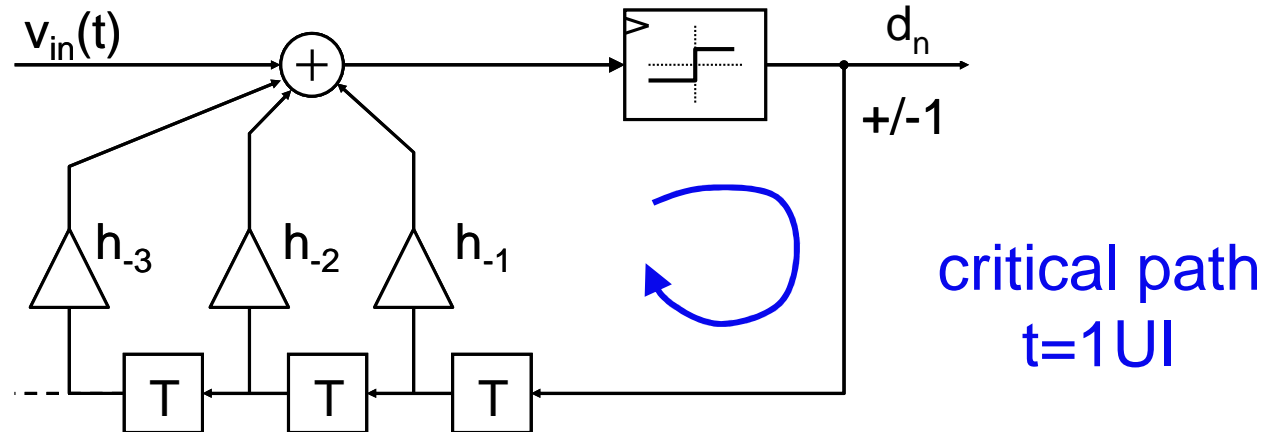 v_in(t)
+
d_n
+/-1
h_-3
h_-2
h_-1
critical path
t=1UI
T
T
T